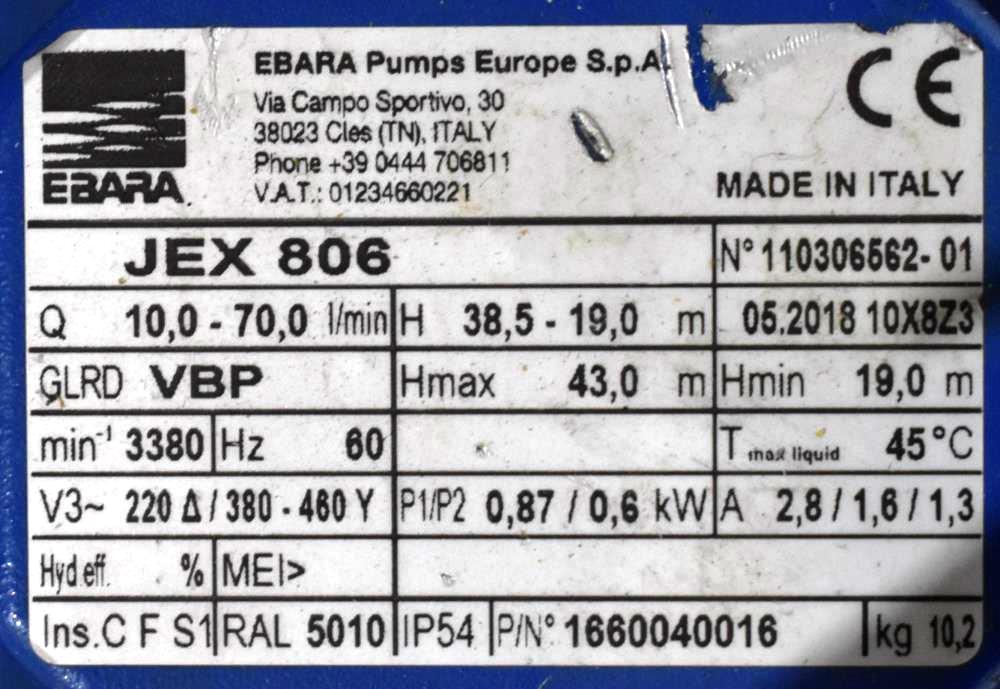 EBARA Pumps Europe S.p.A.
Via Campo Sportivo, 30
38023 Cles (TN), ITALY
Phone +39 0444 706811
V.A.T.: 01234660221
EBARA
CE
MADE IN ITALY
JEX 806 N° 110306562-01
Q 10,0 - 70,0 l/min H 38,5 - 19,0 m 05.2018 10X8Z3
GLRD VBP Hmax 43,0 m Hmin 19,0 m
min⁻¹ 3380 Hz 60 T max liquid 45°C
V3~ 220 Δ / 380 - 460 Y P1/P2 0,87 / 0,6 kW A 2,8 / 1,6 / 1,3
Hyd.eff. % MEI>
Ins.C F S1 RAL 5010 IP54 P/N° 1660040016 kg 10,2